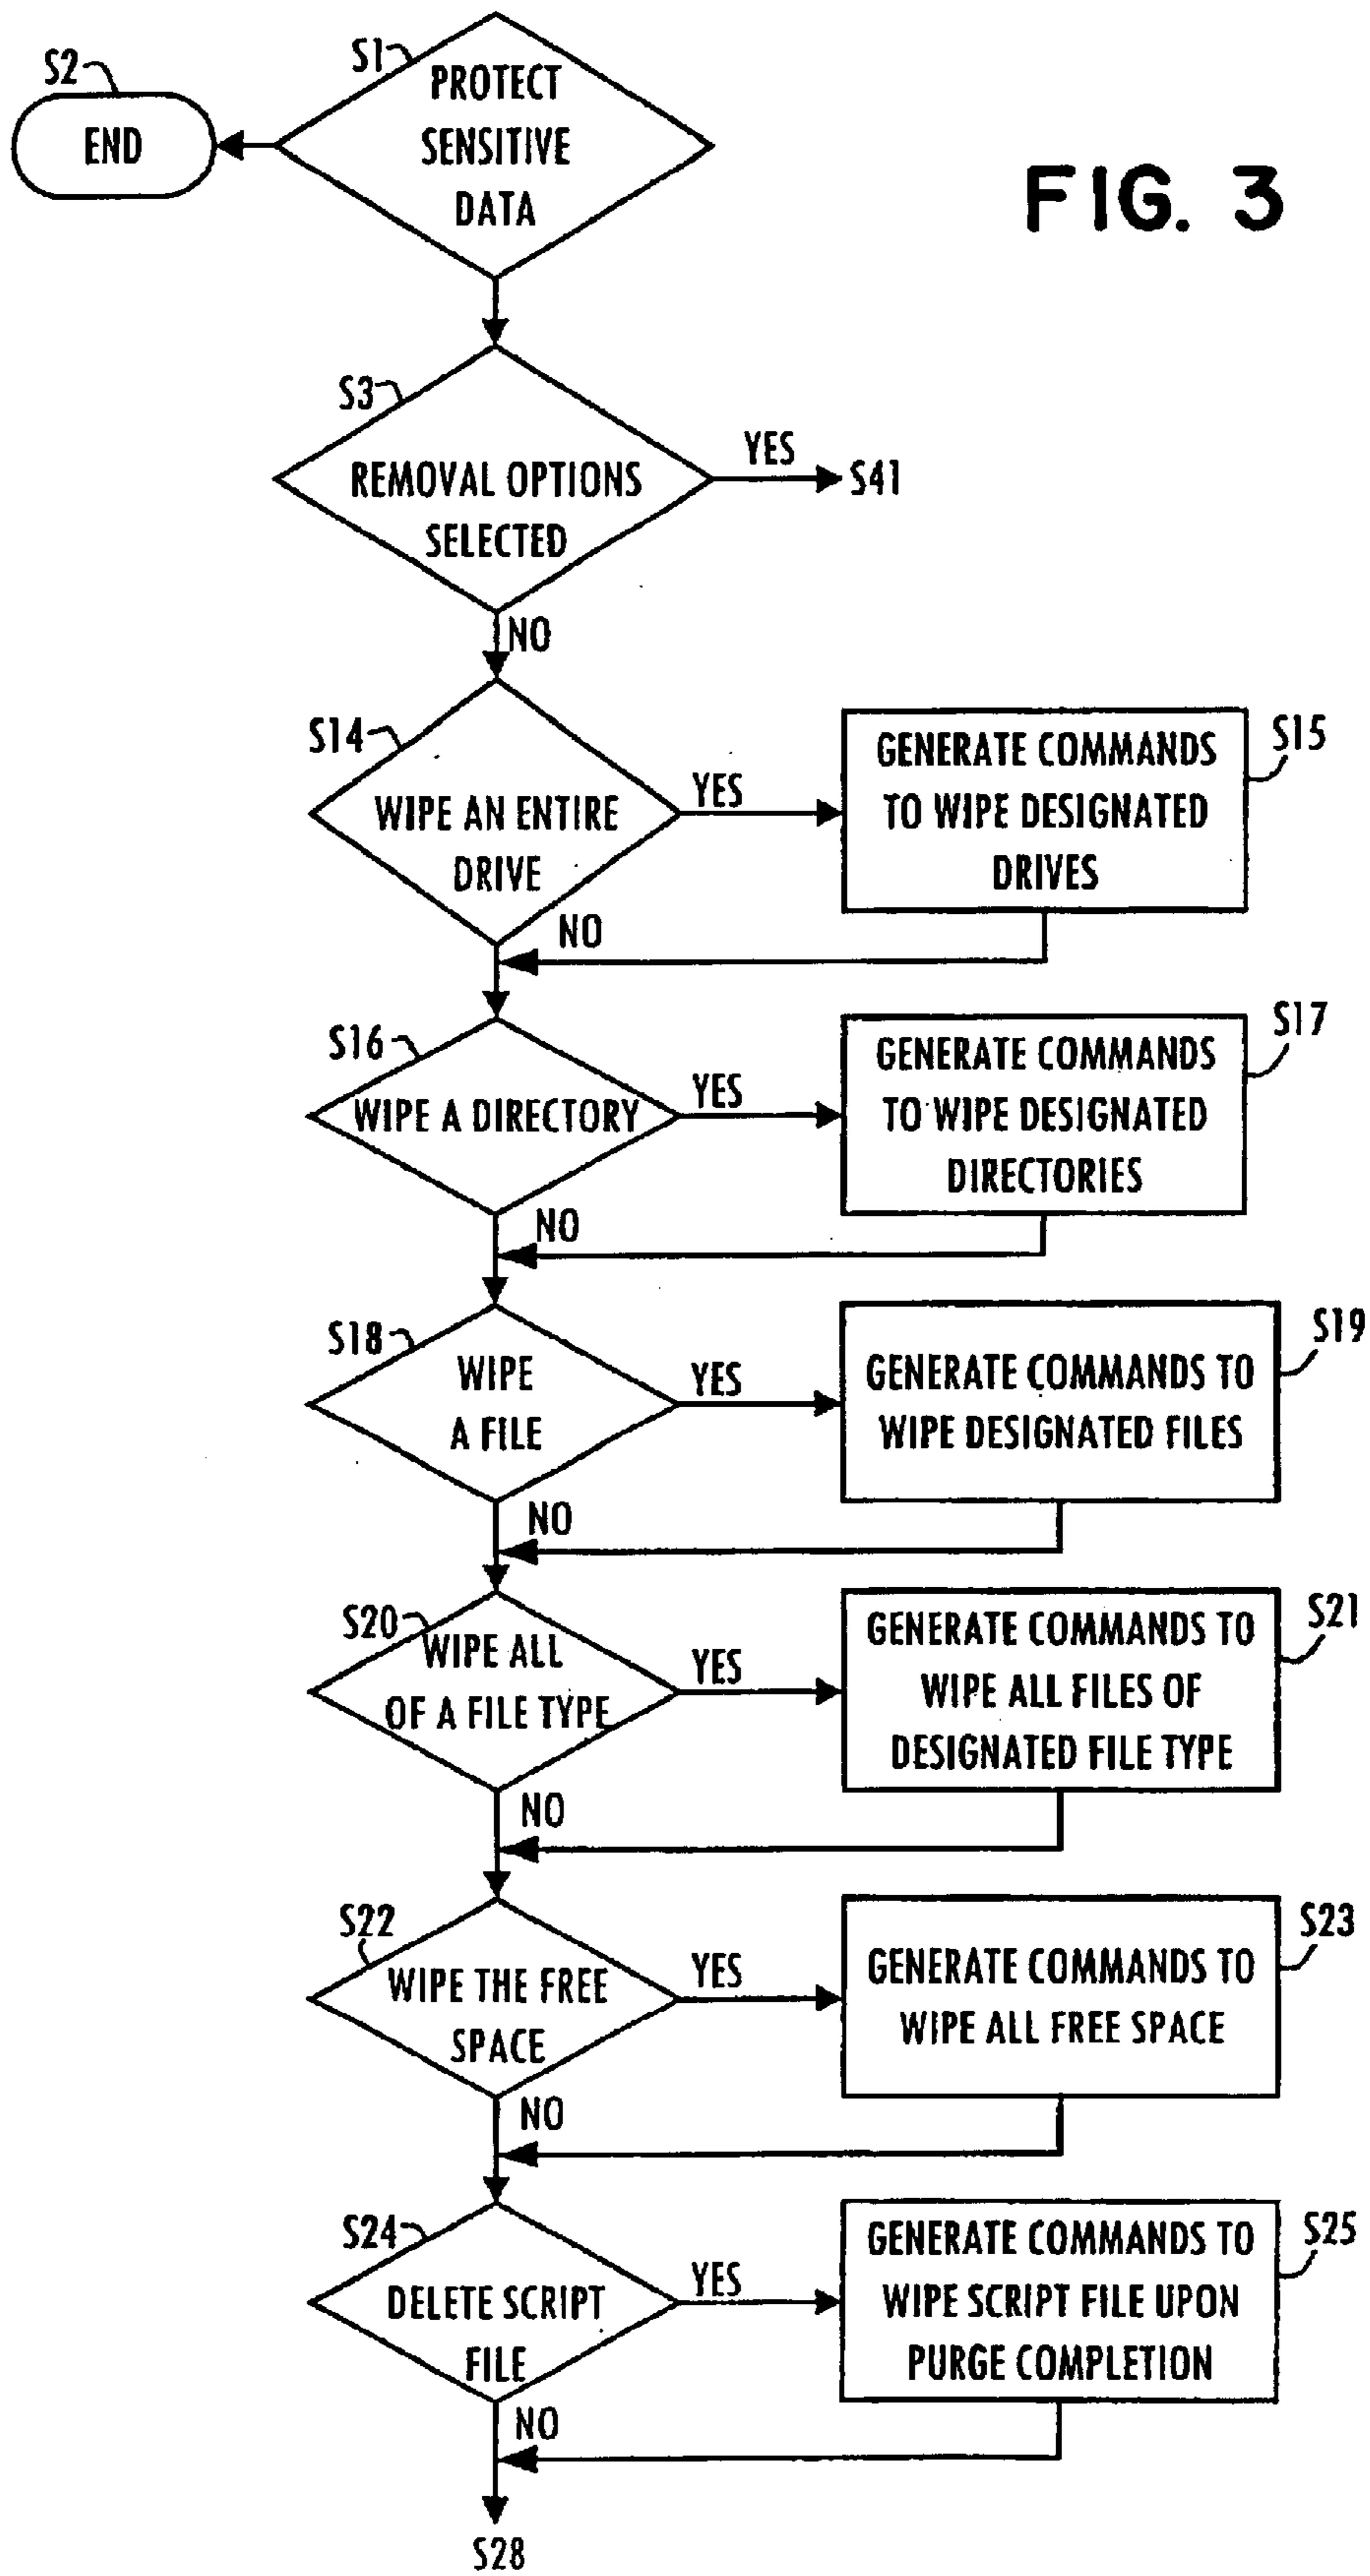 S1
PROTECT
SENSITIVE
DATA
S2
END
FIG. 3
S3
REMOVAL OPTIONS
SELECTED
YES
S41
NO
S14
WIPE AN ENTIRE
DRIVE
YES
GENERATE COMMANDS
TO WIPE DESIGNATED
DRIVES
S15
NO
S16
WIPE A DIRECTORY
YES
GENERATE COMMANDS
TO WIPE DESIGNATED
DIRECTORIES
S17
NO
S18
WIPE
A FILE
YES
GENERATE COMMANDS TO
WIPE DESIGNATED FILES
S19
NO
S20
WIPE ALL
OF A FILE TYPE
YES
GENERATE COMMANDS TO
WIPE ALL FILES OF
DESIGNATED FILE TYPE
S21
NO
S22
WIPE THE FREE
SPACE
YES
GENERATE COMMANDS TO
WIPE ALL FREE SPACE
S23
NO
S24
DELETE SCRIPT
FILE
YES
GENERATE COMMANDS TO
WIPE SCRIPT FILE UPON
PURGE COMPLETION
S25
NO
S28